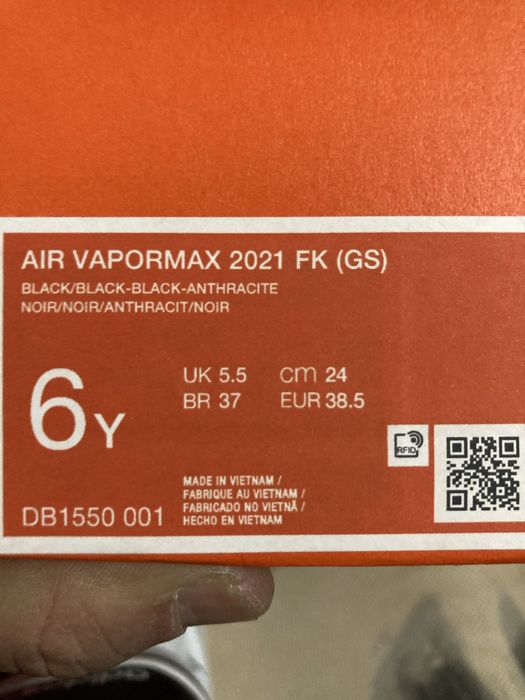 AIR VAPORMAX 2021 FK (GS)
BLACK/BLACK-BLACK-ANTHRACITE
NOIR/NOIR/ANTHRACIT/NOIR
6Y
UK 5.5 cm 24
BR 37 EUR 38.5
RFID
MADE IN VIETNAM /
FABRIQUE AU VIETNAM /
FABRICADO NO VIETNÃ /
HECHO EN VIETNAM
DB1550 001